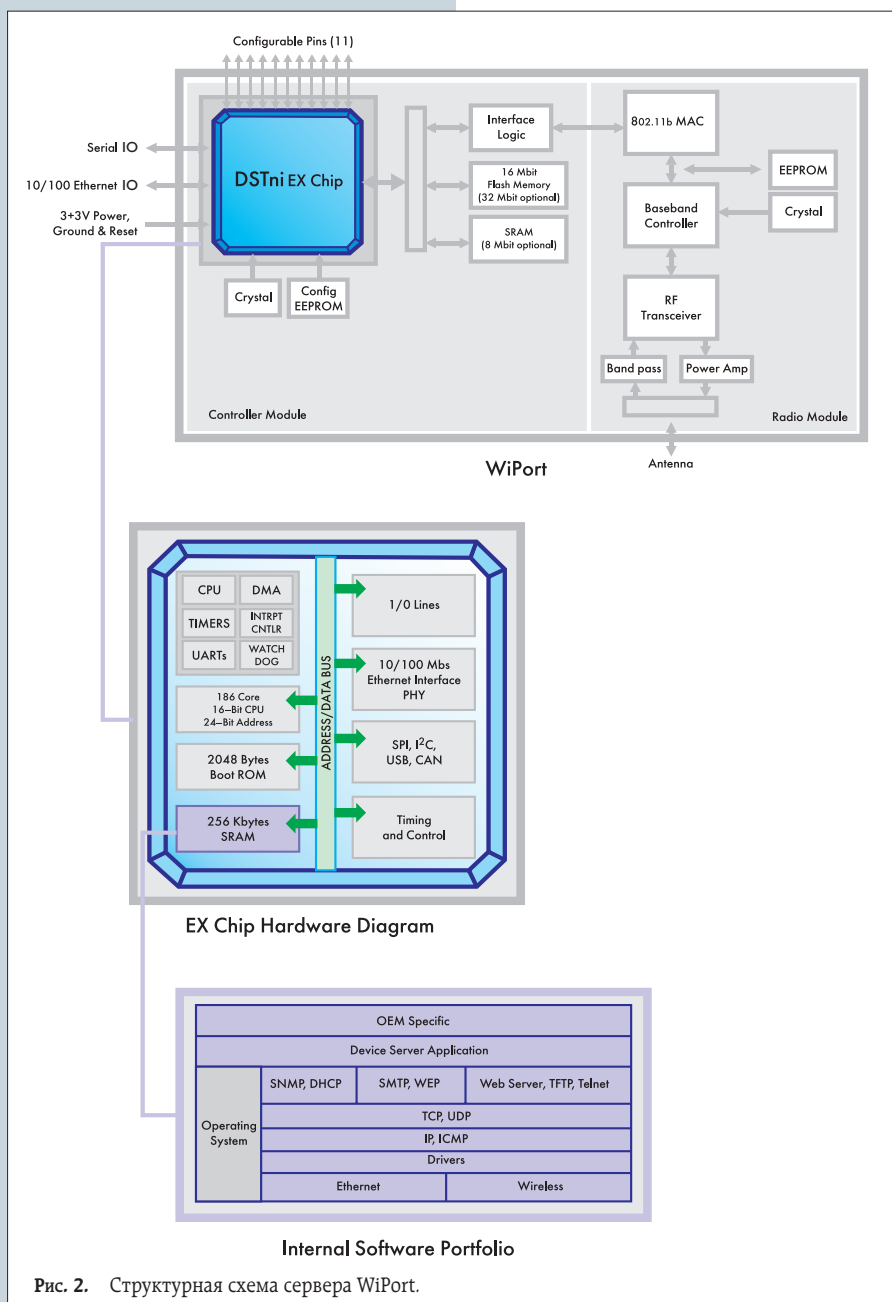 Configurable Pins (11)
Serial IO
10/100 Ethernet IO
3+3V Power,
Ground & Reset
DSTni EX Chip
Crystal
Config
EEPROM
Interface
Logic
16 Mbit
Flash Memory
(32 Mbit optional)
SRAM
(8 Mbit optional)
Controller Module
802.11b MAC
EEPROM
Baseband
Controller
Crystal
RF
Transceiver
Band pass
Power Amp
Radio Module
Antenna
WiPort
CPU
DMA
TIMERS
INTRPT
CNTLR
UARTs
WATCH
DOG
186 Core
16–Bit CPU
24–Bit Address
2048 Bytes
Boot ROM
256 Kbytes
SRAM
ADDRESS/DATA BUS
1/0 Lines
10/100 Mbs
Ethernet Interface
PHY
SPI, I²C,
USB, CAN
Timing
and Control
EX Chip Hardware Diagram
OEM Specific
Device Server Application
Operating
System
SNMP, DHCP
SMTP, WEP
Web Server, TFTP, Telnet
TCP, UDP
IP, ICMP
Drivers
Ethernet
Wireless
Internal Software Portfolio
Рис. 2. Структурная схема сервера WiPort.